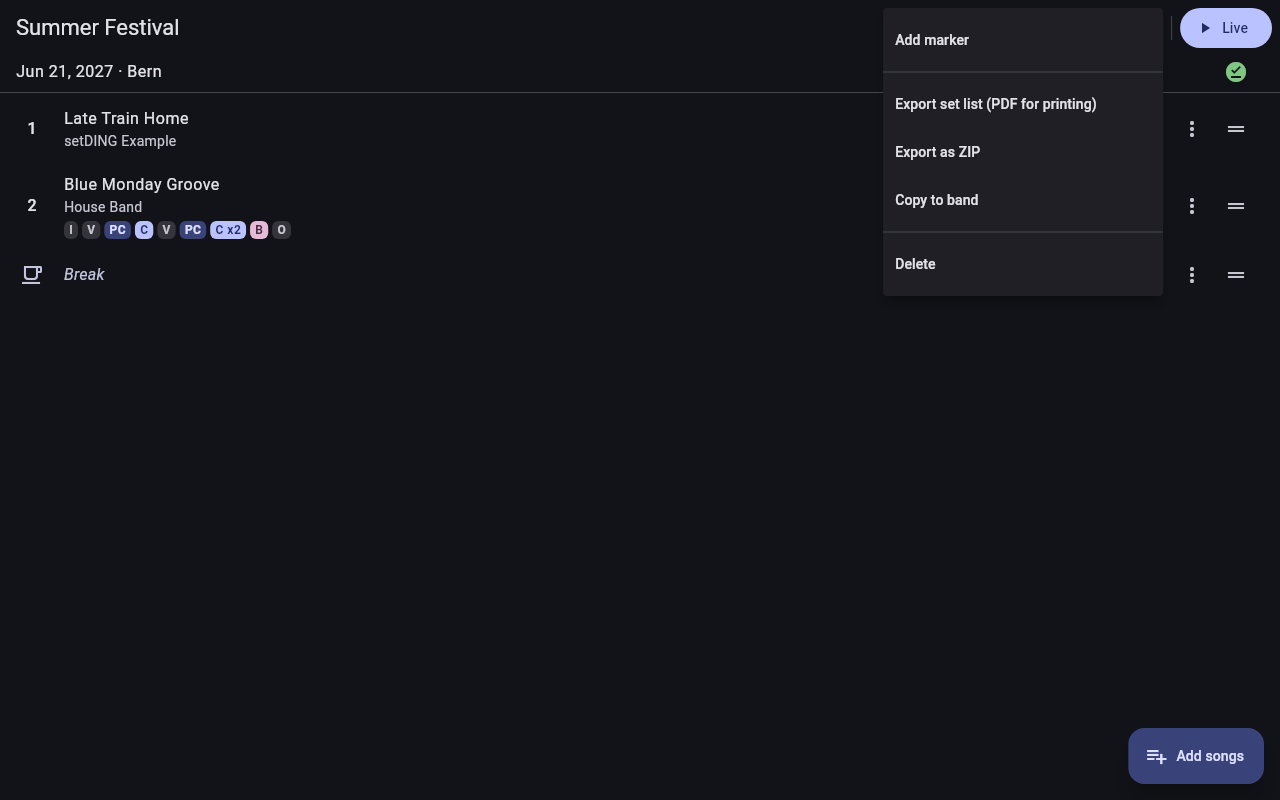 Summer Festival
Live
Jun 21, 2027 · Bern
Add marker
Export set list (PDF for printing)
Export as ZIP
Copy to band
Delete
1
Late Train Home
setDING Example
2
Blue Monday Groove
House Band
I V PC C V PC C x2 B O
Break
Add songs